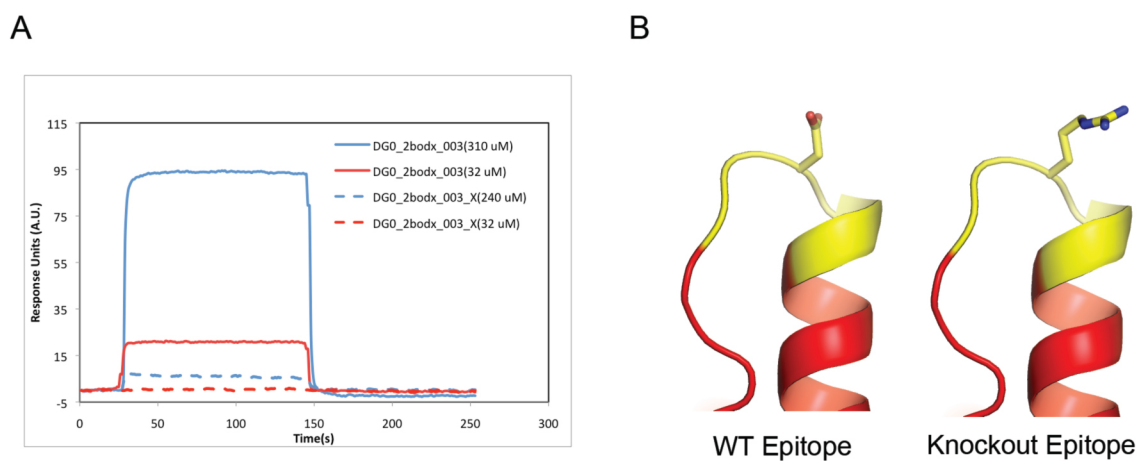 A
B
115
95
75
55
35
15
-5
Response Units (A.U.)
DG0_2bodx_003(310 uM)
DG0_2bodx_003(32 uM)
DG0_2bodx_003_X(240 uM)
DG0_2bodx_003_X(32 uM)
0
50
100
150
200
250
300
Time(s)
WT Epitope
Knockout Epitope